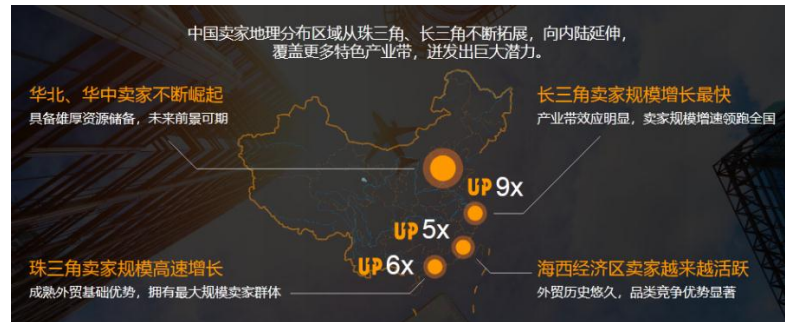 中国卖家地理分布区域从珠三角、长三角不断拓展，向内陆延伸，
覆盖更多特色产业带，迸发出巨大潜力。
华北、华中卖家不断崛起
具备雄厚资源储备，未来前景可期
长三角卖家规模增长最快
产业带效应明显，卖家规模增速领跑全国
UP 9x
UP 5x
UP 6x
珠三角卖家规模高速增长
成熟外贸基础优势，拥有最大规模卖家群体
海西经济区卖家越来越活跃
外贸历史悠久，品类竞争优势显著